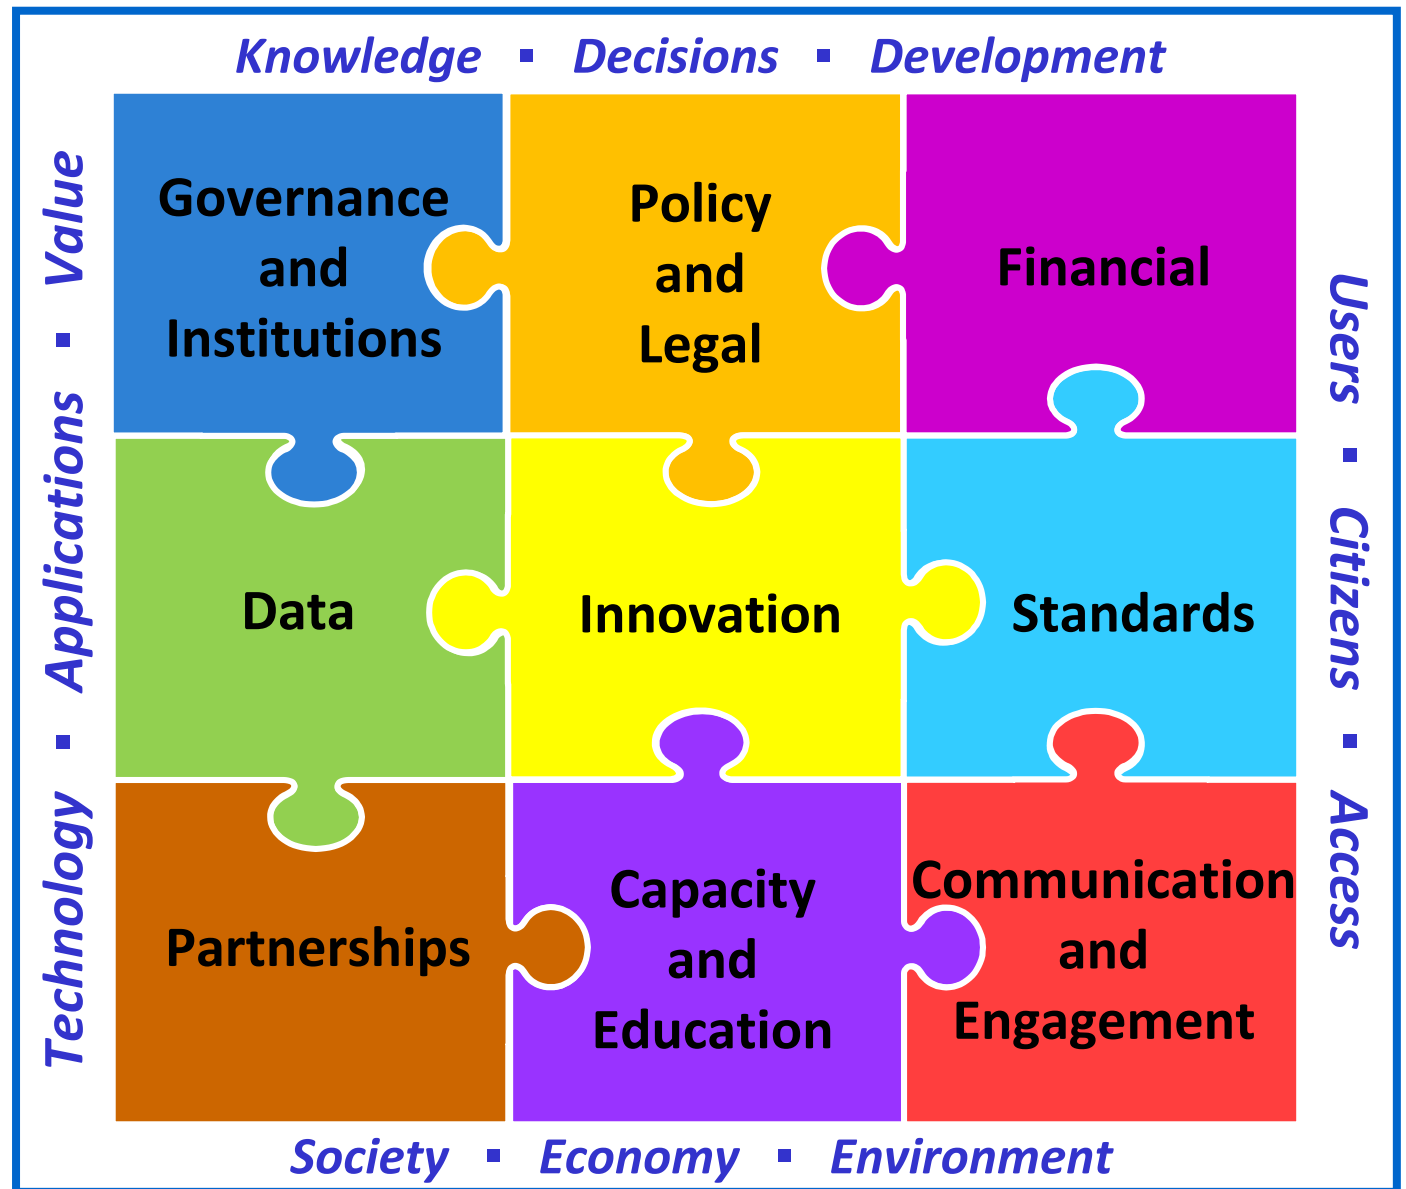 Knowledge ▪ Decisions ▪ Development
Technology ▪ Applications ▪ Value
Governance
and
Institutions
Policy
and
Legal
Financial
Data
Innovation
Standards
Partnerships
Capacity
and
Education
Communication
and
Engagement
Users ▪ Citizens ▪ Access
Society ▪ Economy ▪ Environment